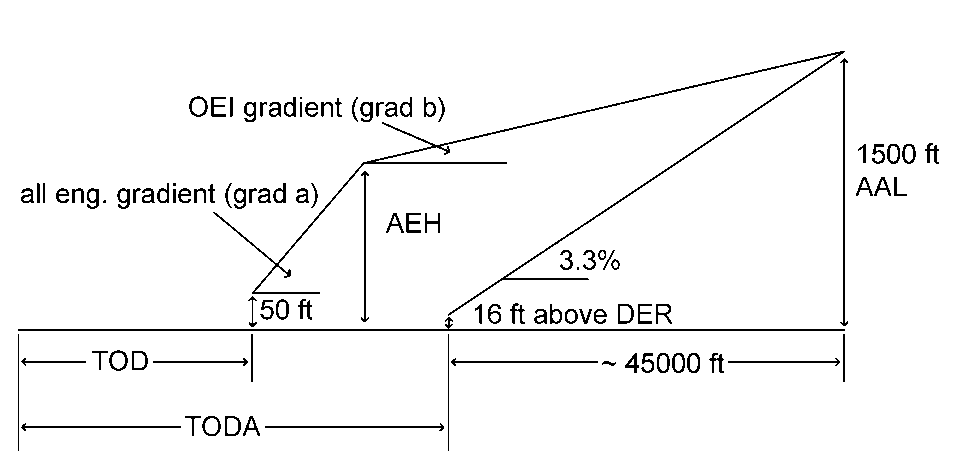 OEI gradient (grad b)
all eng. gradient (grad a)
1500 ft
AAL
AEH
3.3%
50 ft
16 ft above DER
TOD
~ 45000 ft
TODA